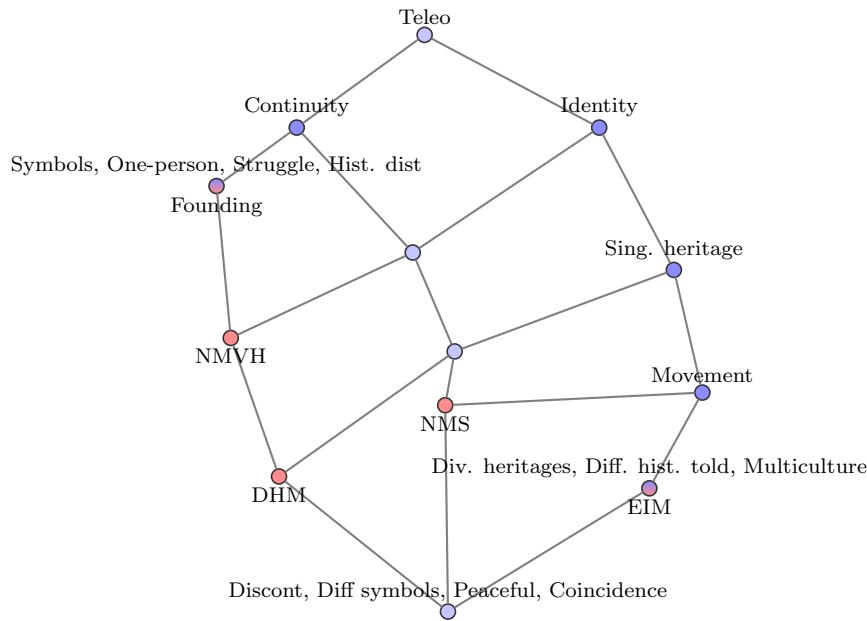 Teleo
Continuity
Identity
Symbols, One-person, Struggle, Hist. dist
Founding
Sing. heritage
NMVH
Movement
NMS
Div. heritages, Diff. hist. told, Multiculture
DHM
EIM
Discont, Diff symbols, Peaceful, Coincidence